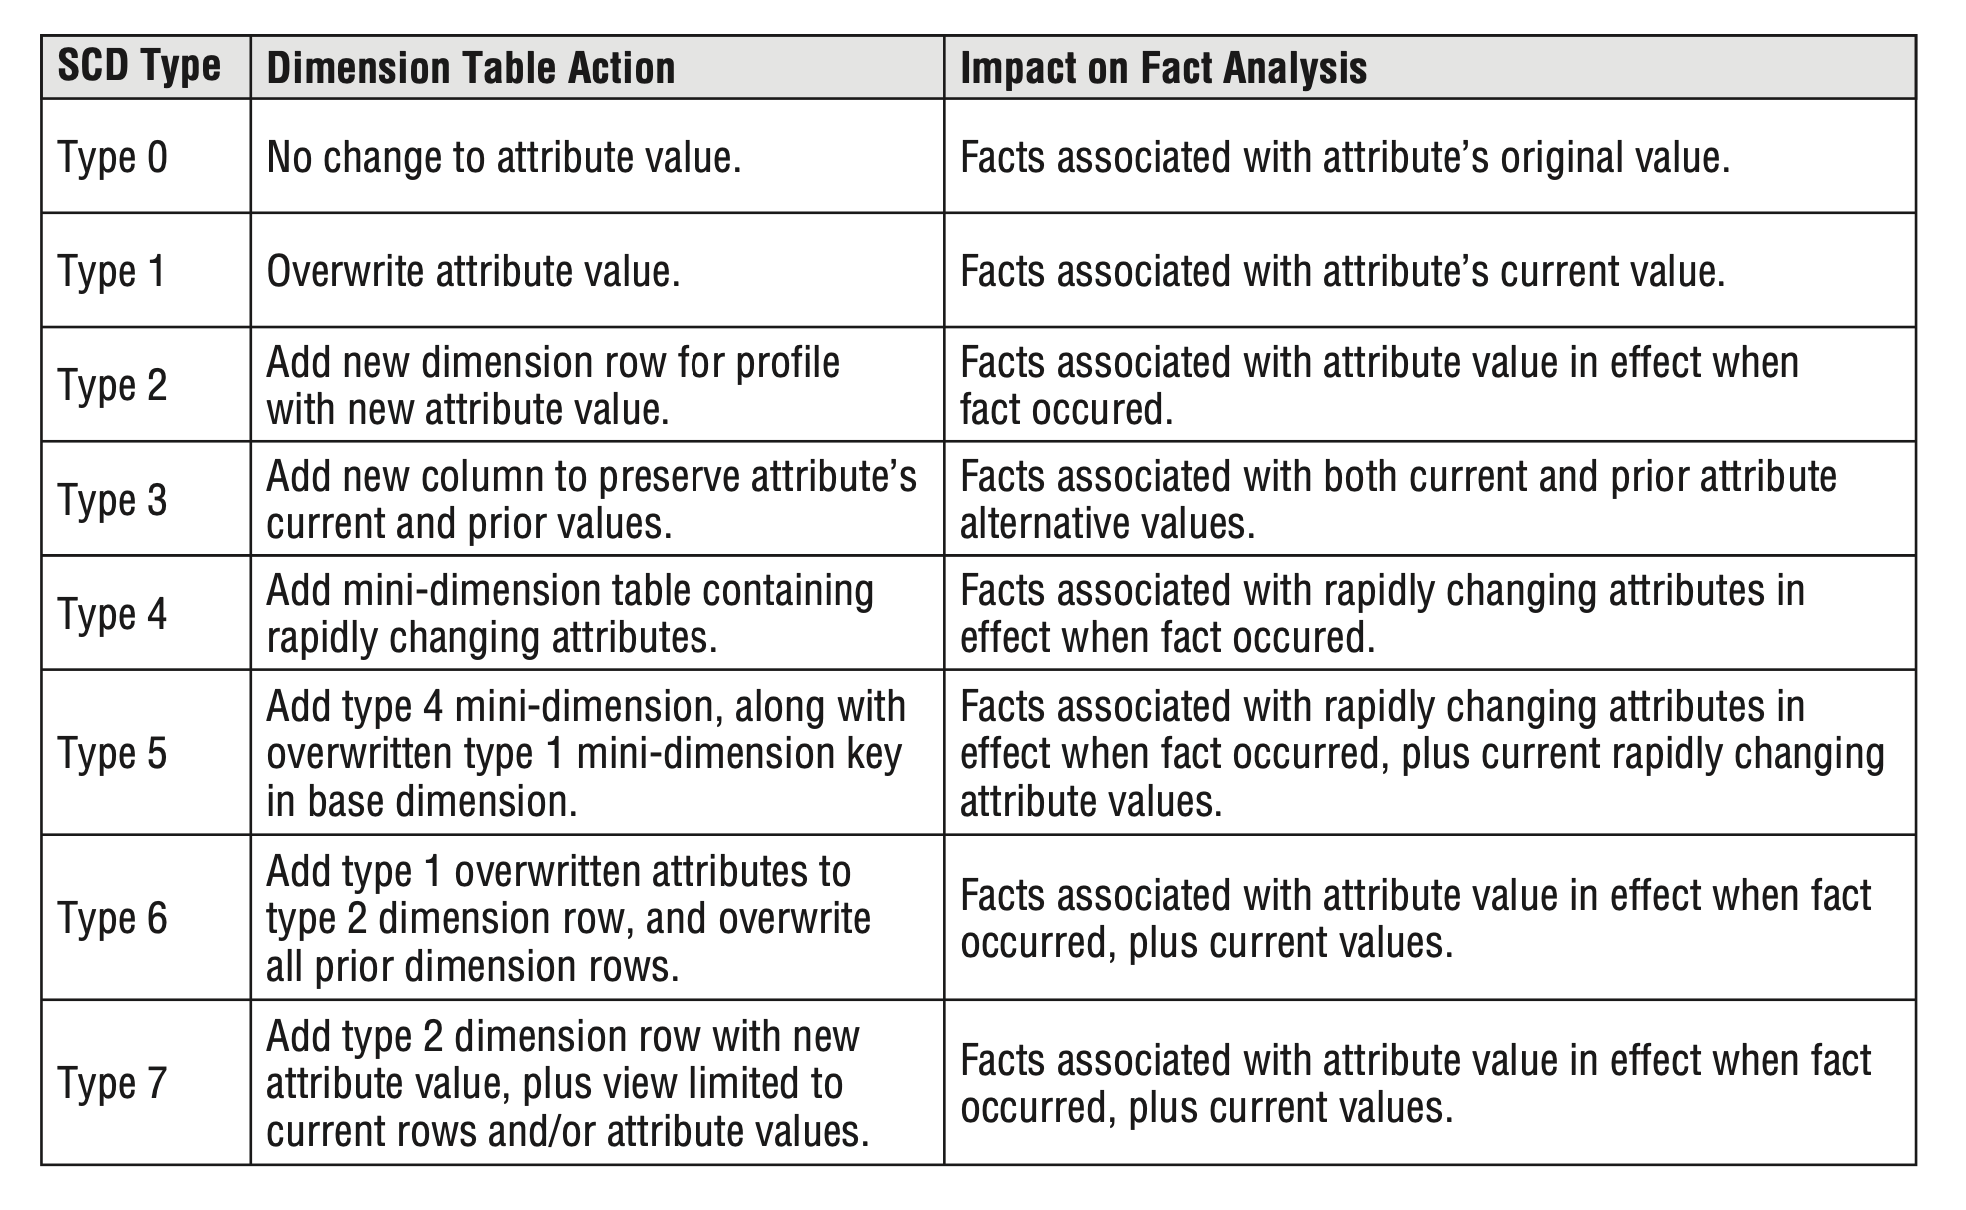 SCD Type Dimension Table Action Impact on Fact Analysis
Type 0 No change to attribute value. Facts associated with attribute’s original value.
Type 1 Overwrite attribute value. Facts associated with attribute’s current value.
Type 2
Add new dimension row for profile
with new attribute value.
Facts associated with attribute value in effect when
fact occured.
Type 3
Add new column to preserve attribute’s
current and prior values.
Facts associated with both current and prior attribute
alternative values.
Type 4
Add mini-dimension table containing
rapidly changing attributes.
Facts associated with rapidly changing attributes in
effect when fact occured.
Type 5
Add type 4 mini-dimension, along with
overwritten type 1 mini-dimension key
in base dimension.
Facts associated with rapidly changing attributes in
effect when fact occurred, plus current rapidly changing
attribute values.
Type 6
Add type 1 overwritten attributes to
type 2 dimension row, and overwrite
all prior dimension rows.
Facts associated with attribute value in effect when fact
occurred, plus current values.
Type 7
Add type 2 dimension row with new
attribute value, plus view limited to
current rows and/or attribute values.
Facts associated with attribute value in effect when fact
occurred, plus current values.